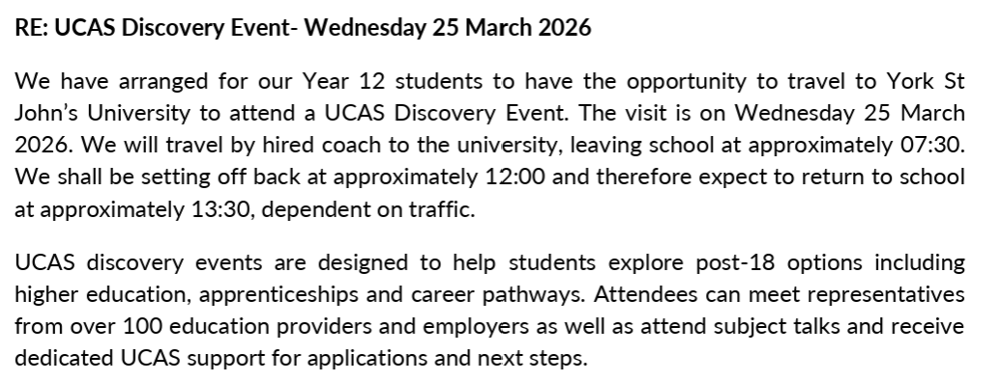 RE: UCAS Discovery Event- Wednesday 25 March 2026
We have arranged for our Year 12 students to have the opportunity to travel to York St
John’s University to attend a UCAS Discovery Event. The visit is on Wednesday 25 March
2026. We will travel by hired coach to the university, leaving school at approximately 07:30.
We shall be setting off back at approximately 12:00 and therefore expect to return to school
at approximately 13:30, dependent on traffic.
UCAS discovery events are designed to help students explore post-18 options including
higher education, apprenticeships and career pathways. Attendees can meet representatives
from over 100 education providers and employers as well as attend subject talks and receive
dedicated UCAS support for applications and next steps.